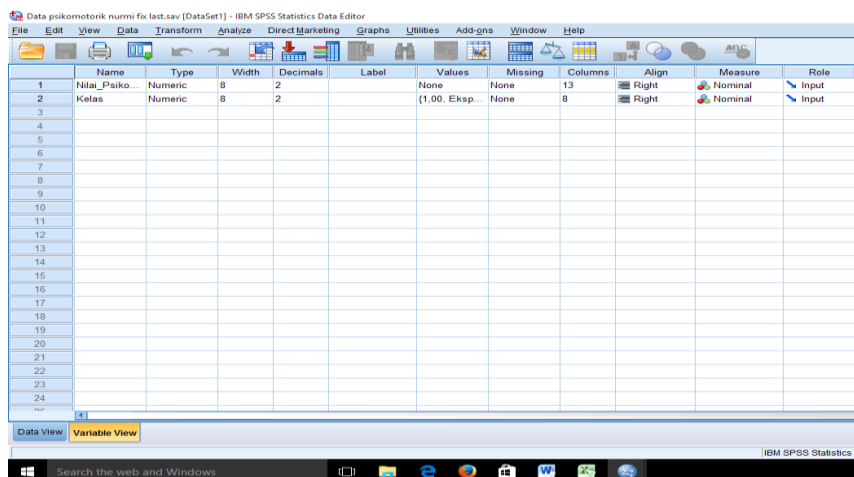 Data psikomotorik nurmi fix last.sav [DataSet1] - IBM SPSS Statistics Data Editor
File Edit View Data Transform Analyze Direct Marketing Graphs Utilities Add-ons Window Help
Name Type Width Decimals Label Values Missing Columns Align Measure Role
1 Nilai_Psiko... Numeric 8 2 None None 13 Right Nominal Input
2 Kelas Numeric 8 2 {1,00, Eksp... None 8 Right Nominal Input
3
4
5
6
7
8
9
10
11
12
13
14
15
16
17
18
19
20
21
22
23
24
Data View Variable View
IBM SPSS Statistics
Search the web and Windows